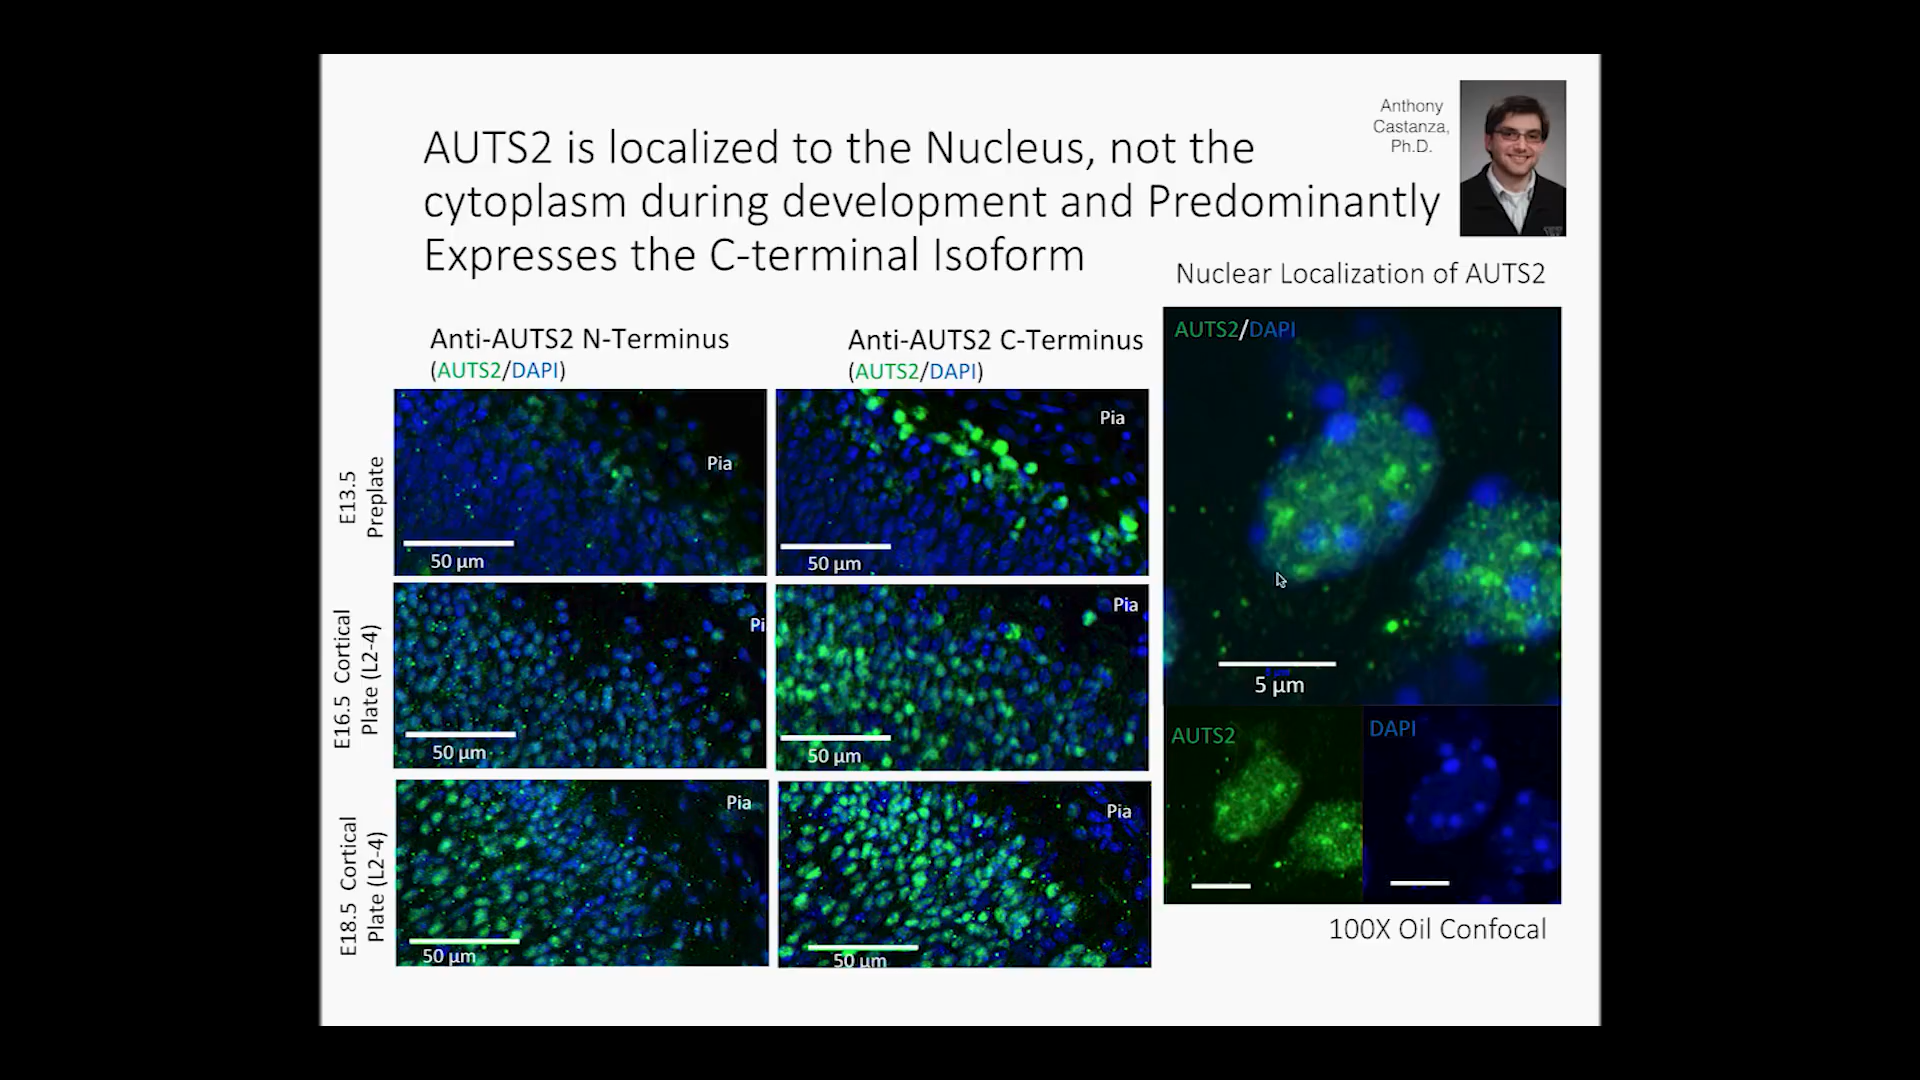 Anthony
Castanza,
Ph.D.
AUTS2 is localized to the Nucleus, not the
cytoplasm during development and Predominantly
Expresses the C-terminal Isoform
Nuclear Localization of AUTS2
Anti-AUTS2 N-Terminus
(AUTS2/DAPI)
Anti-AUTS2 C-Terminus
(AUTS2/DAPI)
AUTS2/DAPI
E13.5
Preplate
Pia
50 µm
Pia
50 µm
E16.5 Cortical
Plate (L2-4)
Pi
50 µm
Pia
50 µm
E18.5 Cortical
Plate (L2-4)
Pia
50 µm
Pia
50 µm
5 µm
AUTS2
DAPI
100X Oil Confocal